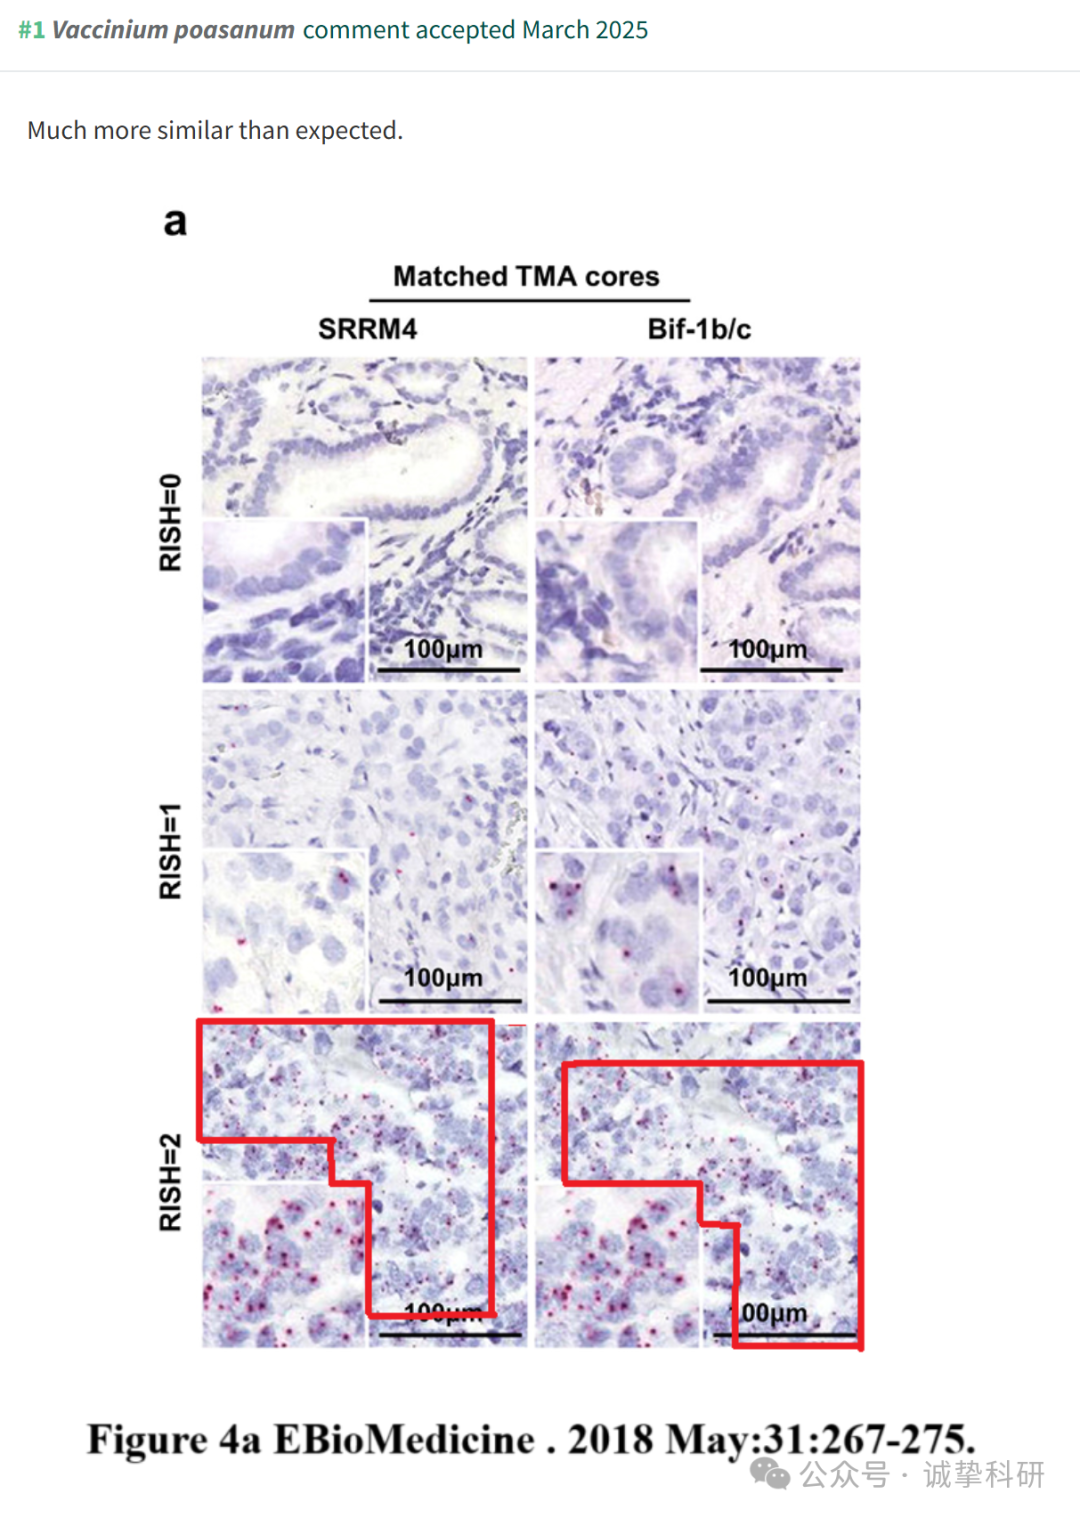 #1 Vaccinium poasanum comment accepted March 2025
Much more similar than expected.
a
Matched TMA cores
SRRM4 Bif-1b/c
RISH=0
100µm 100µm
RISH=1
100µm 100µm
RISH=2
100µm 00µm
Figure 4a EBioMedicine . 2018 May:31:267-275.
公众号 · 诚挚科研